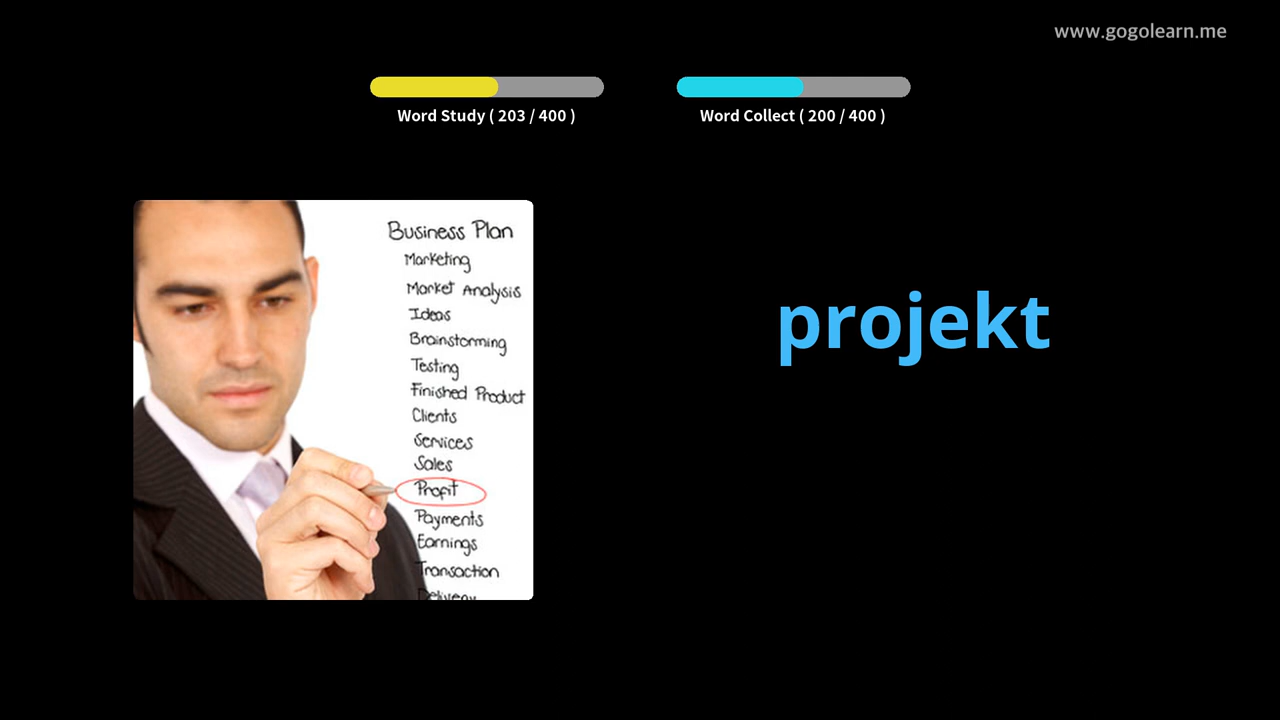 www.gogolearn.me
Word Study ( 203 / 400 )
Word Collect ( 200 / 400 )
Business Plan
Marketing
Market Analysis
Ideas
Brainstorming
Testing
Finished Product
Clients
Services
Sales
Profit
Payments
Earnings
Transaction
Delivery
projekt